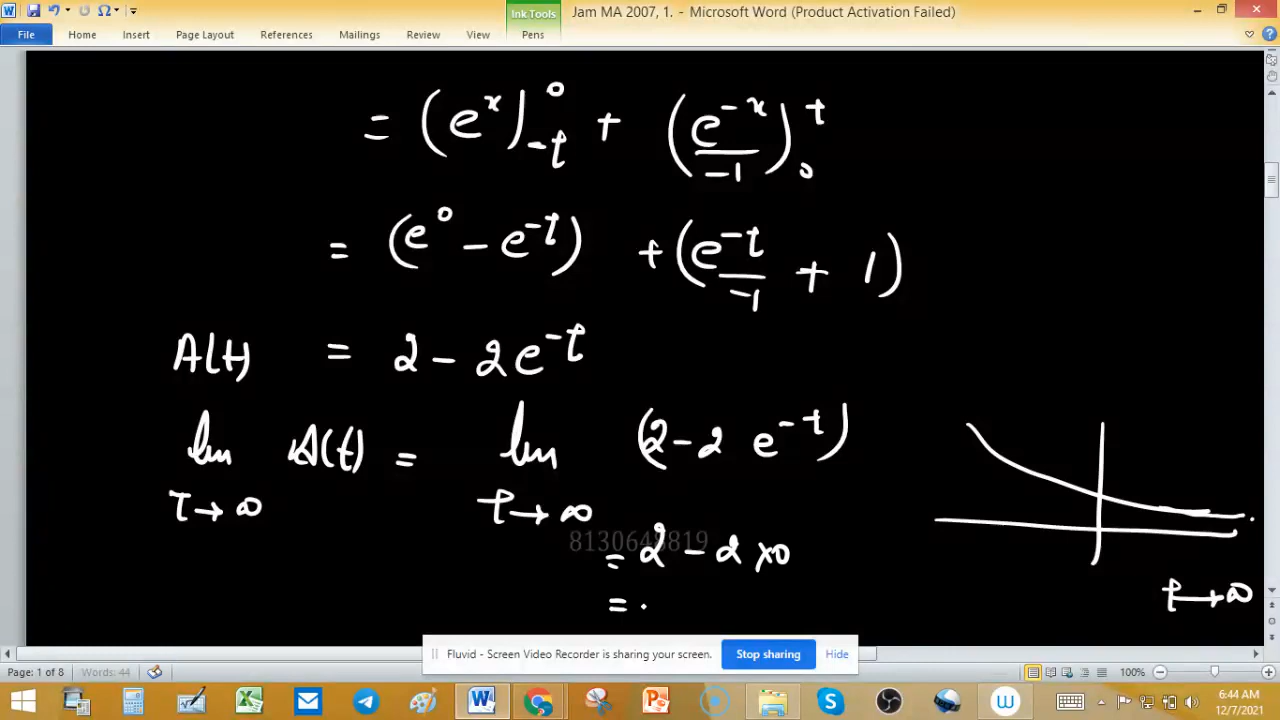 Ink Tools
Jam MA 2007, 1. - Microsoft Word (Product Activation Failed)
File Home Insert Page Layout References Mailings Review View Pens
= (e^x)_{-t}^{0} + (e^{-x}/-1)_{0}^{t}
= (e^0 - e^{-t}) + (e^{-t}/-1 + 1)
A(t) = 2 - 2e^{-t}
lim t→∞ A(t) = lim t→∞ (2 - 2 e^{-t})
8130648819
= 2 - 2×0
= .
t→∞
Fluvid - Screen Video Recorder is sharing your screen. Stop sharing Hide
Page: 1 of 8 Words: 44 100%
6:44 AM
12/7/2021